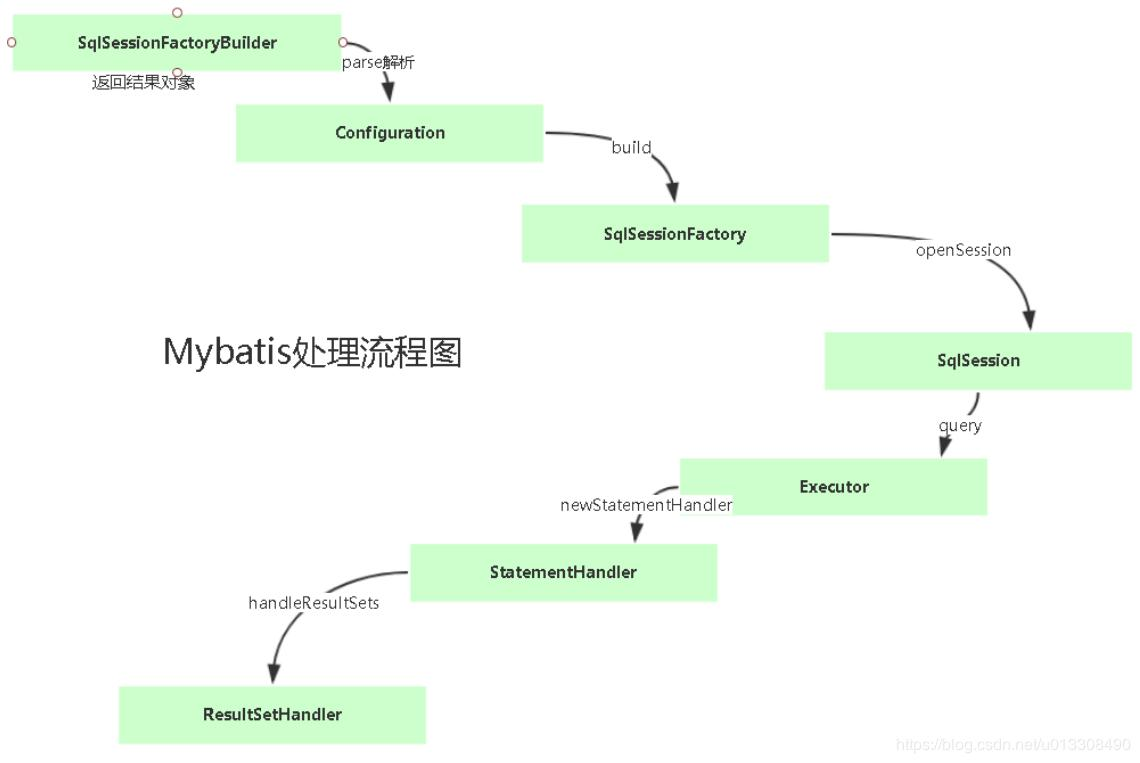 SqlSessionFactoryBuilder
parse解析
返回结果对象
Configuration
build
SqlSessionFactory
openSession
Mybatis处理流程图
SqlSession
query
Executor
newStatementHandler
StatementHandler
handleResultSets
ResultSetHandler
https://blog.csdn.net/u013308490